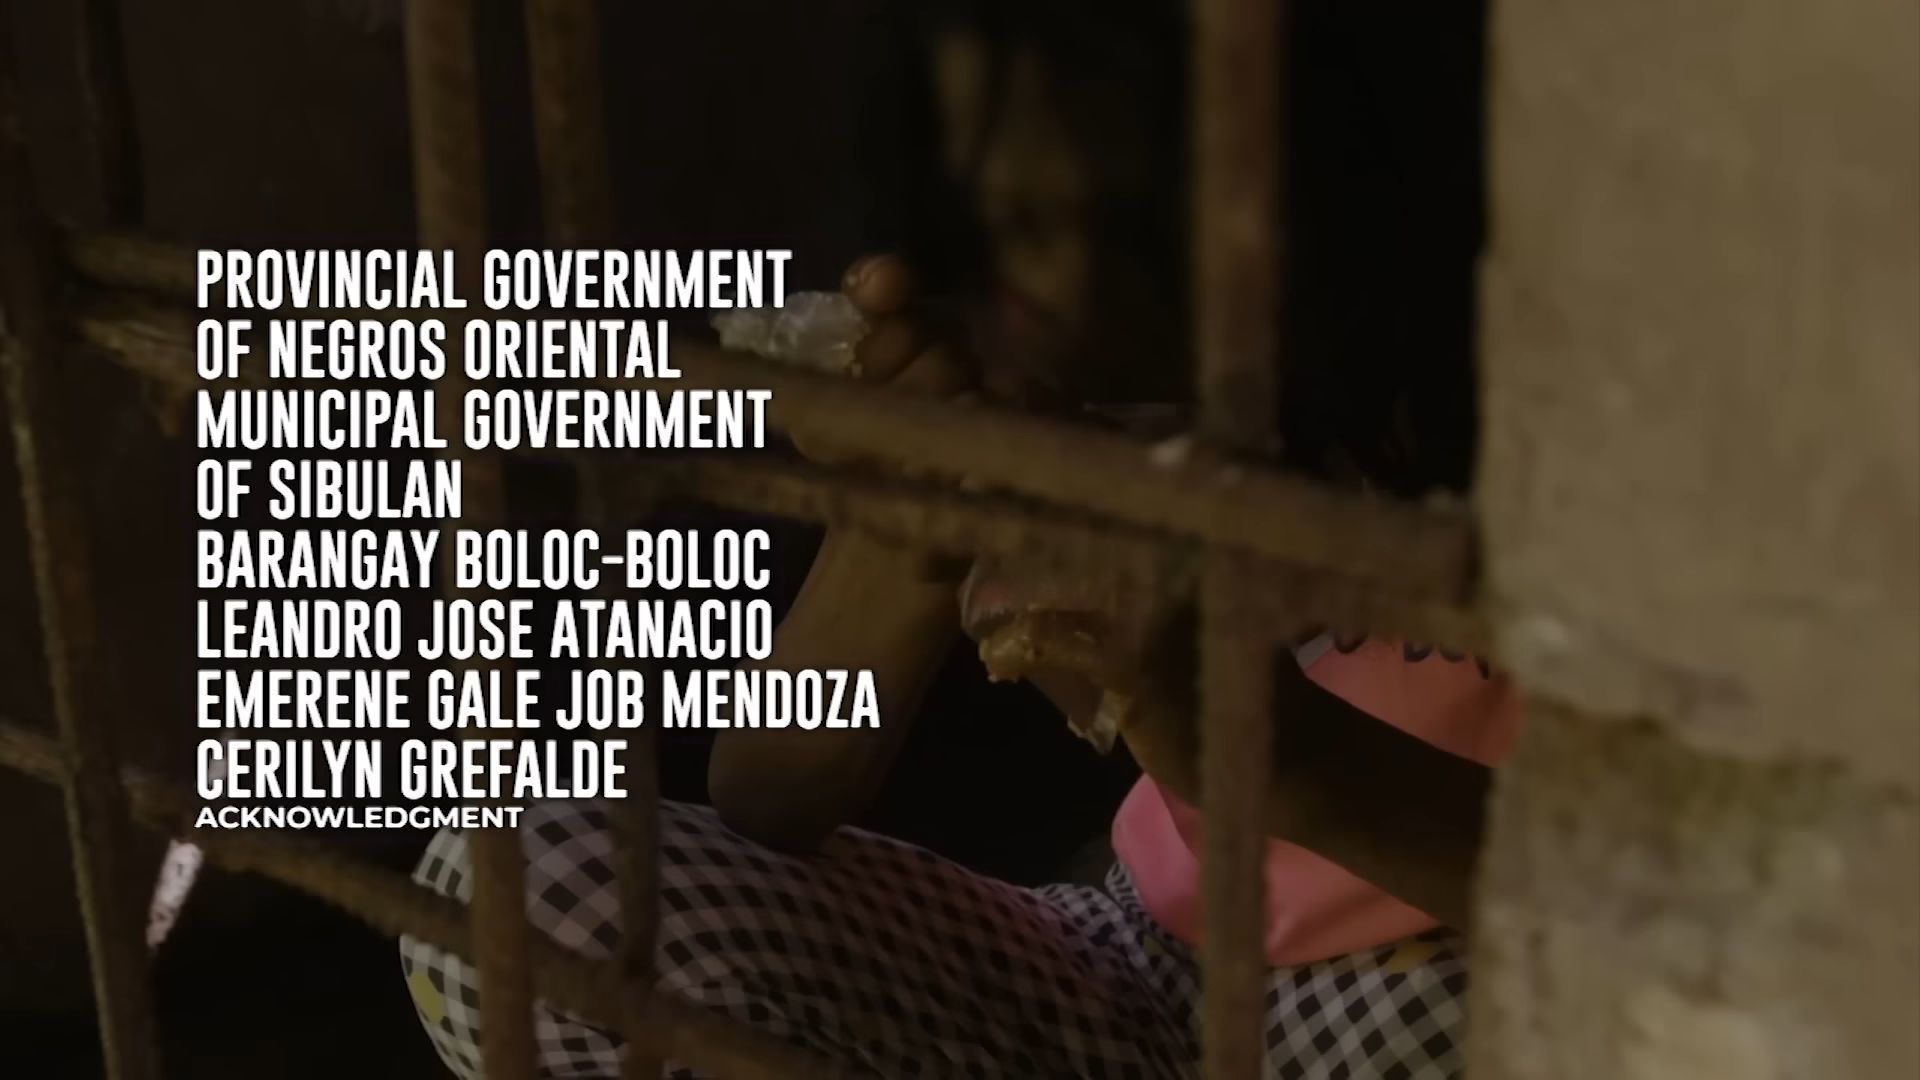 PROVINCIAL GOVERNMENT
OF NEGROS ORIENTAL
MUNICIPAL GOVERNMENT
OF SIBULAN
BARANGAY BOLOC-BOLOC
LEANDRO JOSE ATANACIO
EMERENE GALE JOB MENDOZA
CERILYN GREFALDE
ACKNOWLEDGMENT